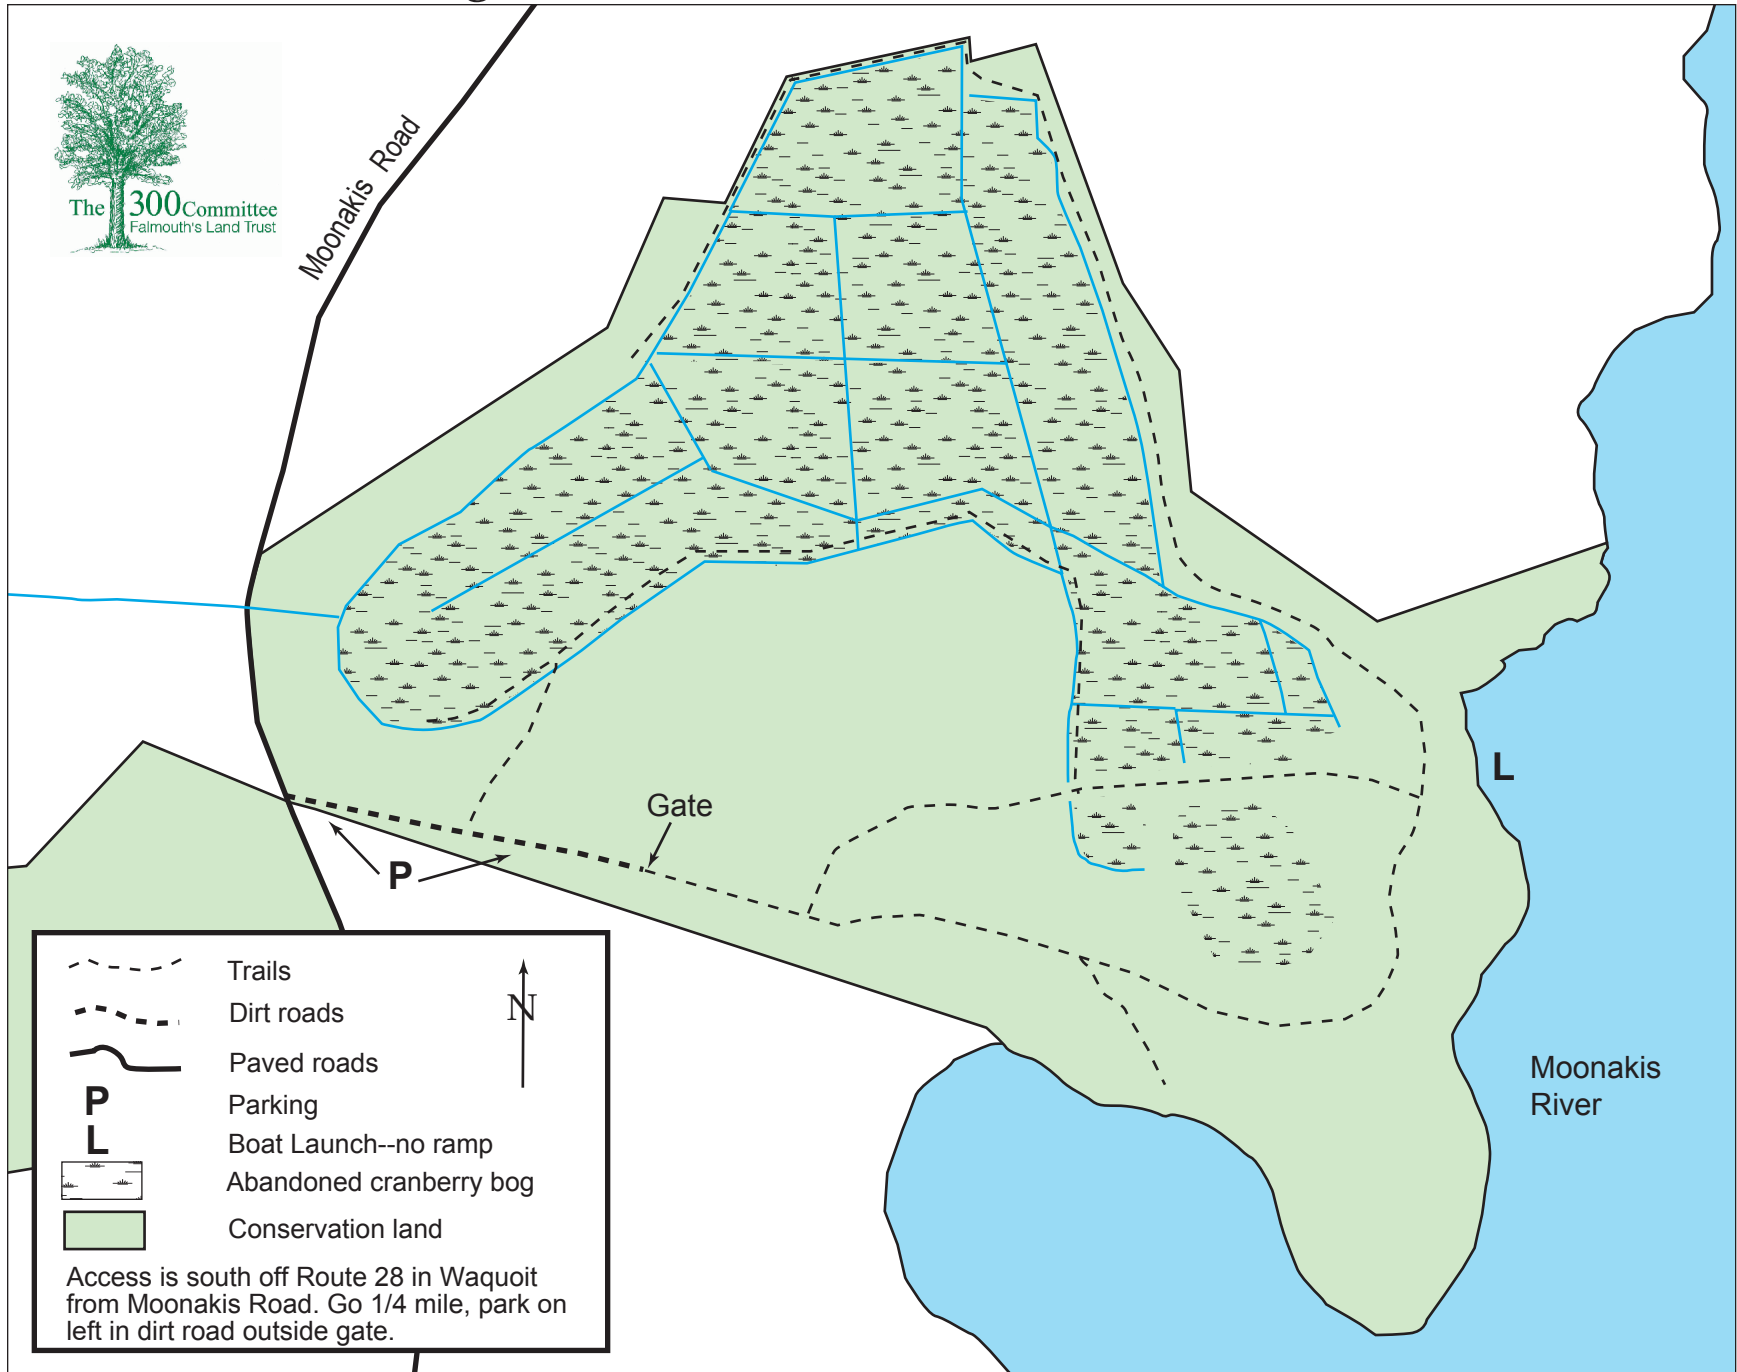 The 300 Committee
Falmouth's Land Trust
Moonakis Road
Gate
P
L
Moonakis
River
Trails
Dirt roads
N
Paved roads
P Parking
L Boat Launch--no ramp
Abandoned cranberry bog
Conservation land
Access is south off Route 28 in Waquoit
from Moonakis Road. Go 1/4 mile, park on
left in dirt road outside gate.